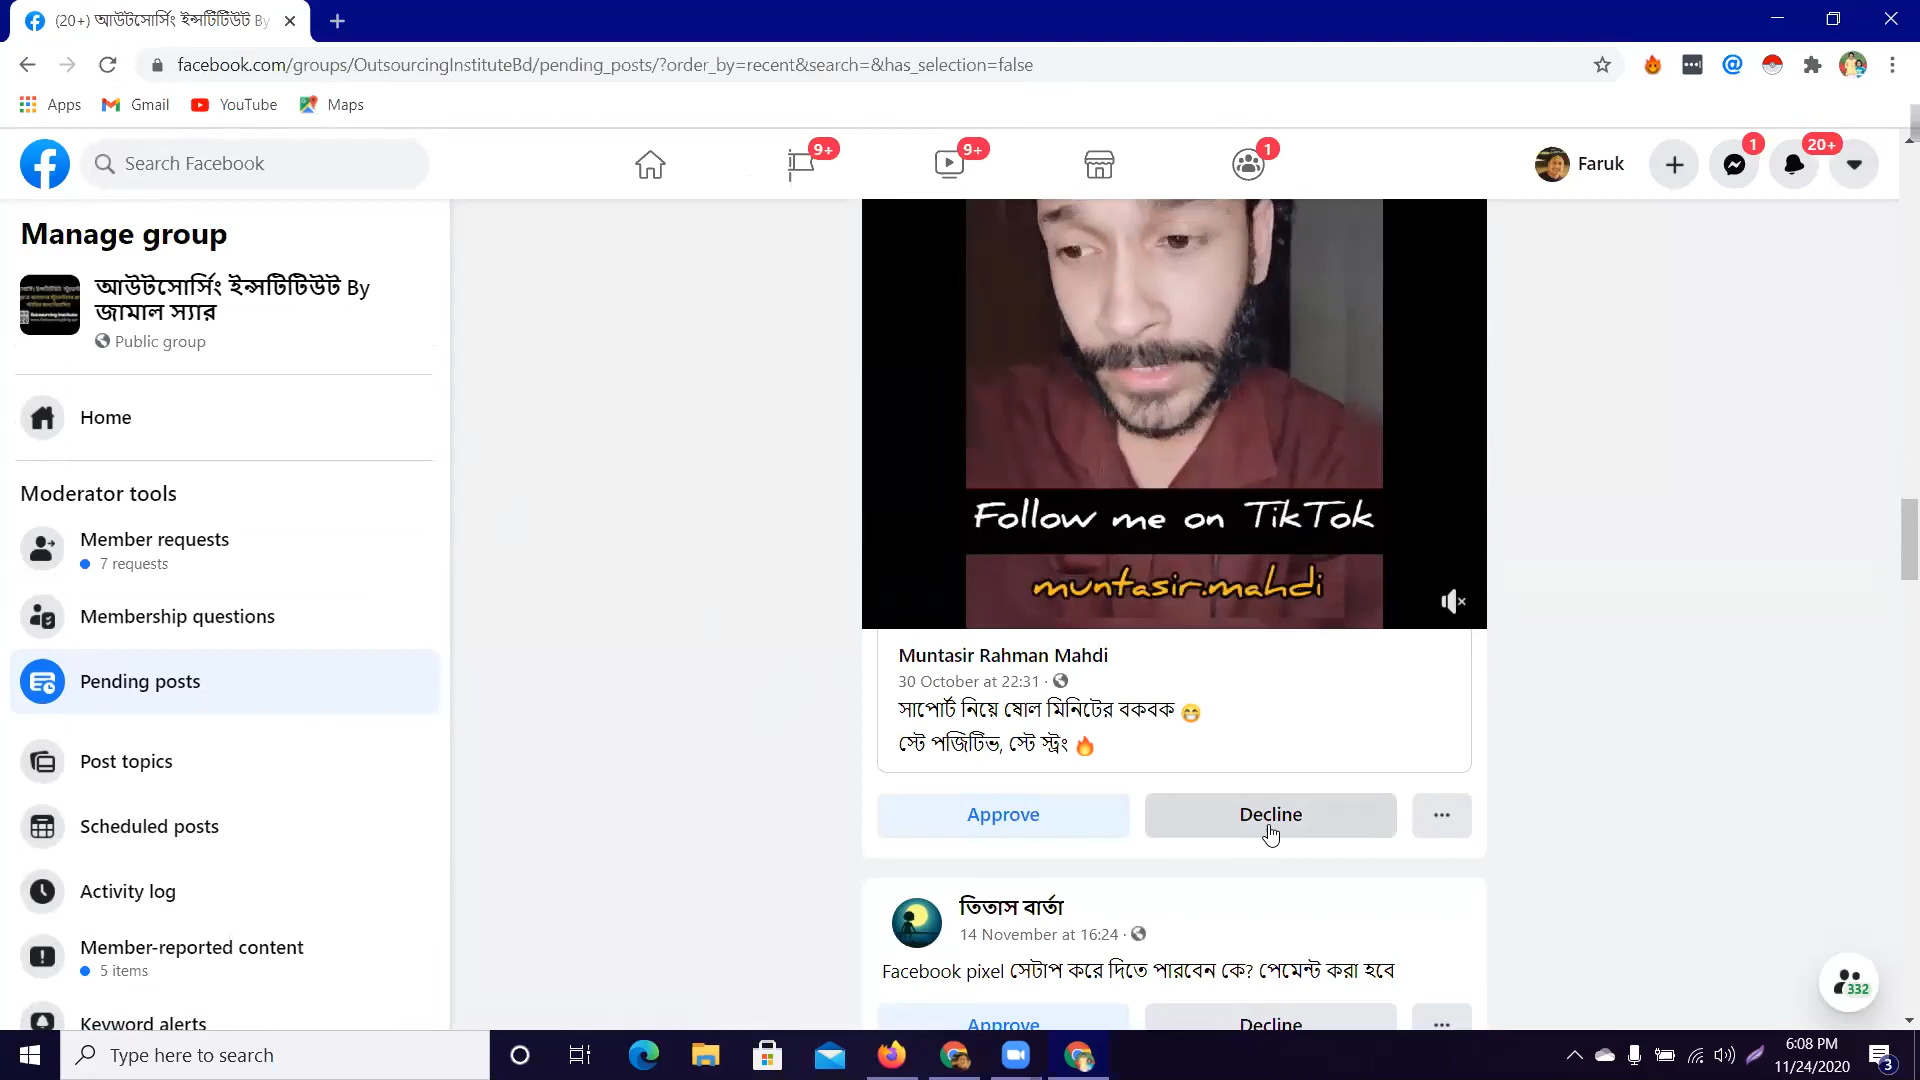 (20+) আউটসোর্সিং ইন্সটিটিউট By
facebook.com/groups/OutsourcingInstituteBd/pending_posts/?order_by=recent&search=&has_selection=false
Apps Gmail YouTube Maps
Search Facebook
9+ 9+ 1
Faruk
1 20+
Manage group
আউটসোর্সিং ইন্সটিটিউট By
জামাল স্যার
Public group
Home
Moderator tools
Member requests
7 requests
Membership questions
Pending posts
Post topics
Scheduled posts
Activity log
Member-reported content
5 items
Keyword alerts
Follow me on TikTok
muntasir.mahdi
Muntasir Rahman Mahdi
30 October at 22:31 ·
সাপোর্ট নিয়ে ষোল মিনিটের বকবক 😁
স্টে পজিটিভ, স্টে স্ট্রং 🔥
Approve Decline
তিতাস বার্তা
14 November at 16:24 ·
Facebook pixel সেটাপ করে দিতে পারবেন কে? পেমেন্ট করা হবে
Approve Decline
332
Type here to search
6:08 PM
11/24/2020
3